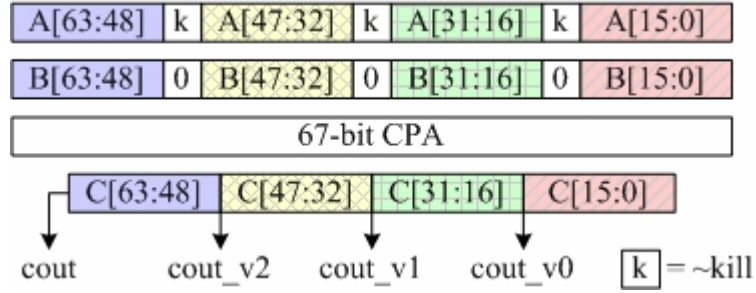 A[63:48] k A[47:32] k A[31:16] k A[15:0]
B[63:48] 0 B[47:32] 0 B[31:16] 0 B[15:0]
67-bit CPA
C[63:48] C[47:32] C[31:16] C[15:0]
cout cout_v2 cout_v1 cout_v0 k = ~kill